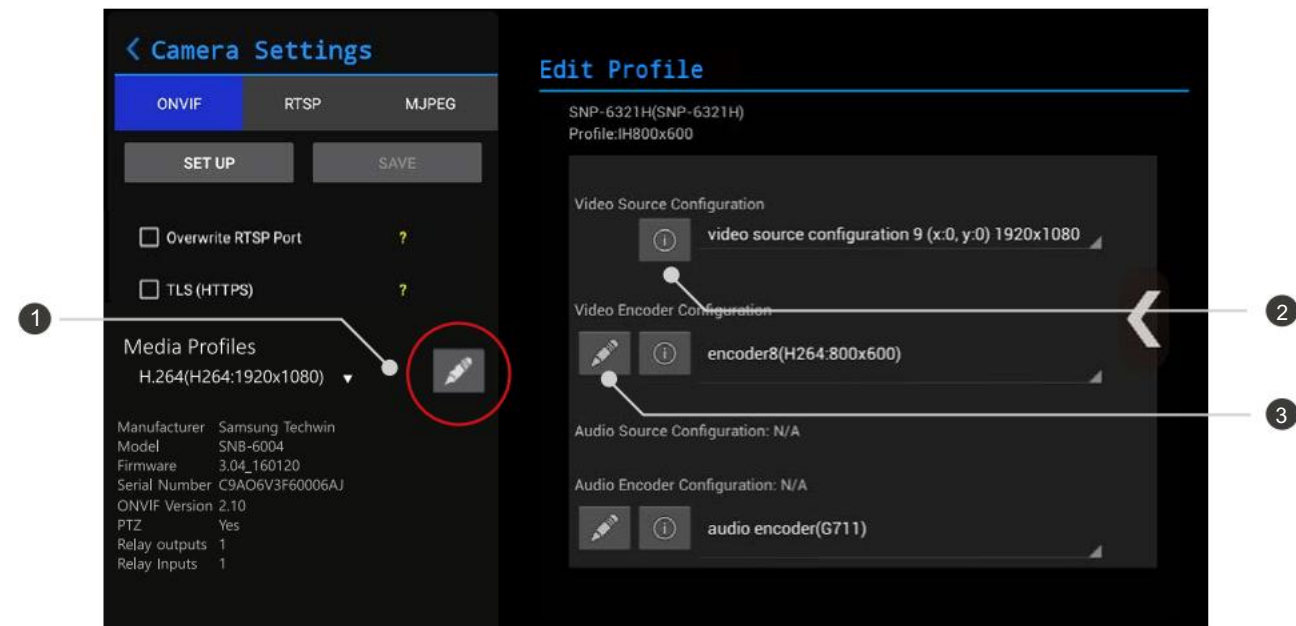 Camera Settings
ONVIF RTSP MJPEG
SET UP SAVE
Overwrite RTSP Port ?
TLS (HTTPS) ?
1
Media Profiles
H.264(H264:1920x1080)
Manufacturer Samsung Techwin
Model SNB-6004
Firmware 3.04_160120
Serial Number C9AO6V3F60006AJ
ONVIF Version 2.10
PTZ Yes
Relay outputs 1
Relay Inputs 1
Edit Profile
SNP-6321H(SNP-6321H)
Profile:IH800x600
Video Source Configuration
video source configuration 9 (x:0, y:0) 1920x1080
2
Video Encoder Configuration
encoder8(H264:800x600)
3
Audio Source Configuration: N/A
Audio Encoder Configuration: N/A
audio encoder(G711)